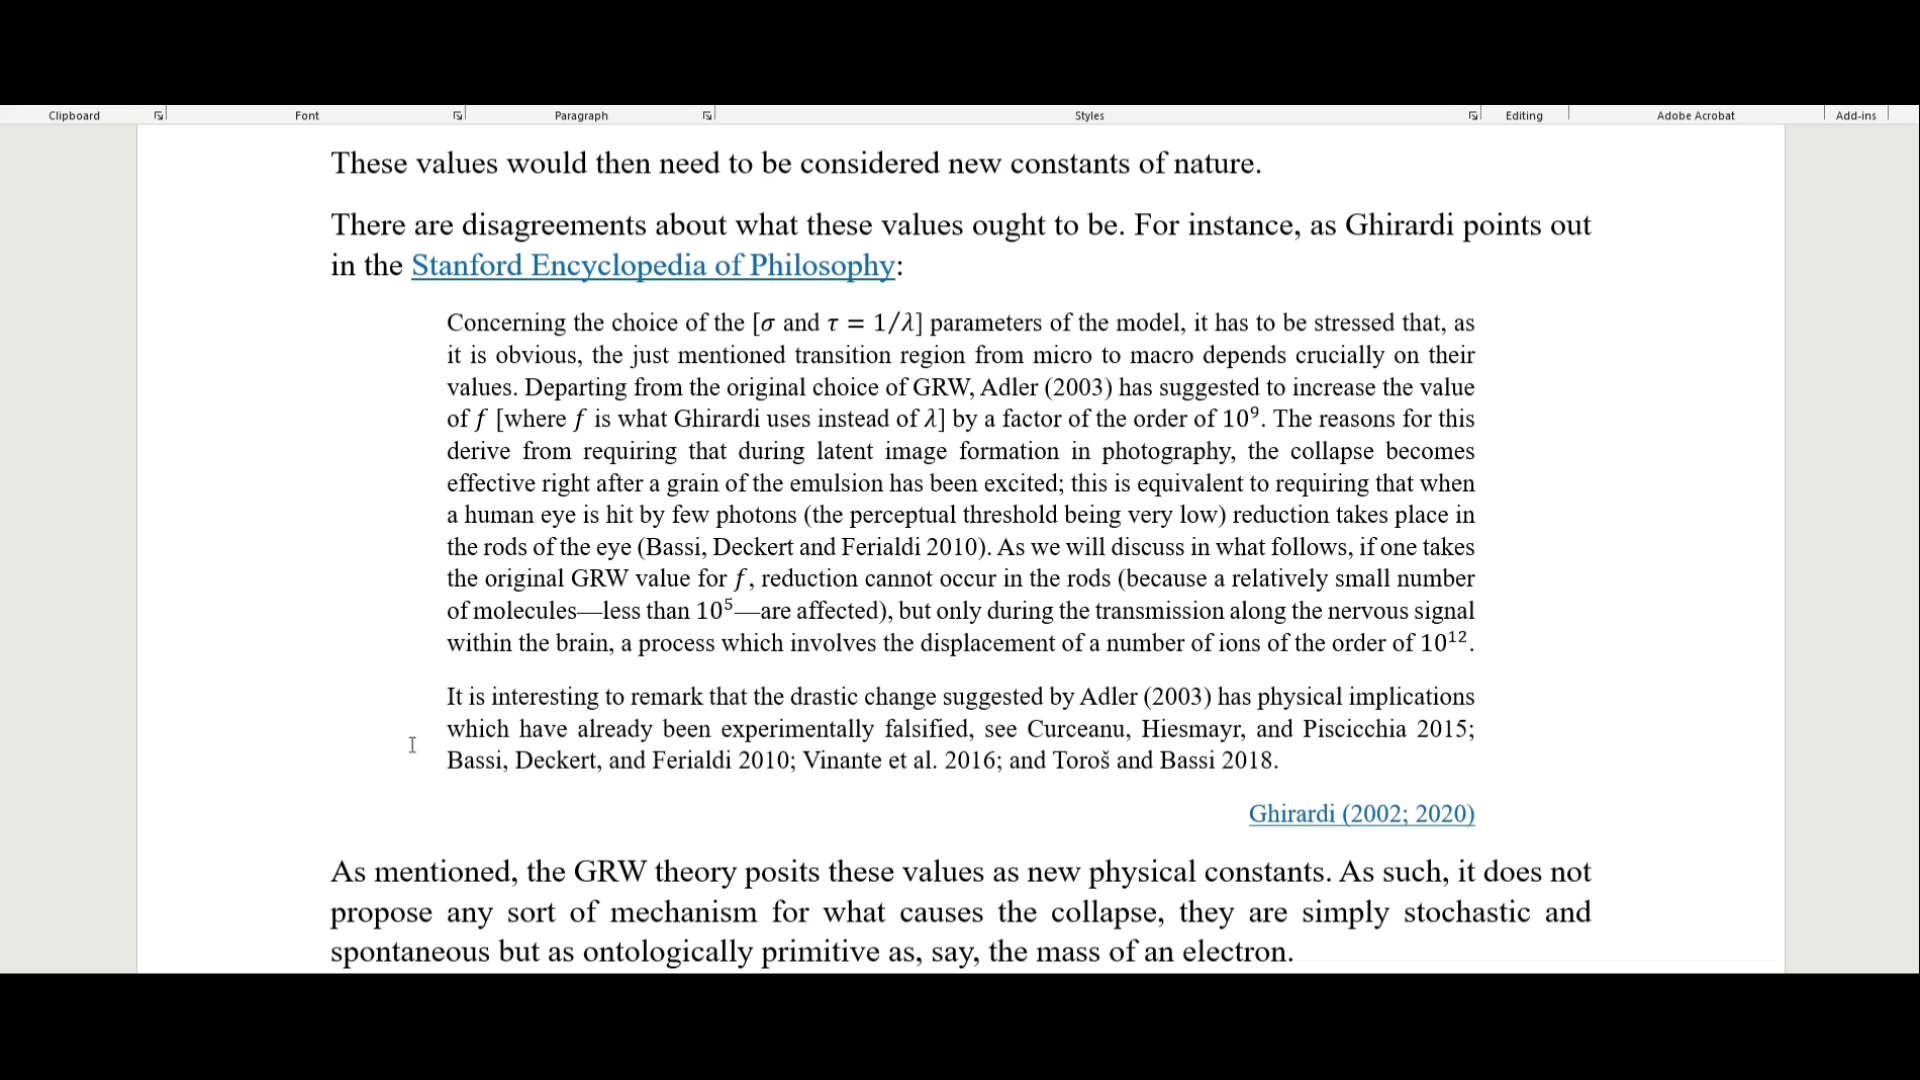 Clipboard Font Paragraph Styles Editing Adobe Acrobat Add-ins
These values would then need to be considered new constants of nature.
There are disagreements about what these values ought to be. For instance, as Ghirardi points out
in the Stanford Encyclopedia of Philosophy:
Concerning the choice of the [σ and τ = 1/λ] parameters of the model, it has to be stressed that, as
it is obvious, the just mentioned transition region from micro to macro depends crucially on their
values. Departing from the original choice of GRW, Adler (2003) has suggested to increase the value
of f [where f is what Ghirardi uses instead of λ] by a factor of the order of 10⁹. The reasons for this
derive from requiring that during latent image formation in photography, the collapse becomes
effective right after a grain of the emulsion has been excited; this is equivalent to requiring that when
a human eye is hit by few photons (the perceptual threshold being very low) reduction takes place in
the rods of the eye (Bassi, Deckert and Ferialdi 2010). As we will discuss in what follows, if one takes
the original GRW value for f, reduction cannot occur in the rods (because a relatively small number
of molecules—less than 10⁵—are affected), but only during the transmission along the nervous signal
within the brain, a process which involves the displacement of a number of ions of the order of 10¹².
It is interesting to remark that the drastic change suggested by Adler (2003) has physical implications
which have already been experimentally falsified, see Curceanu, Hiesmayr, and Piscicchia 2015;
Bassi, Deckert, and Ferialdi 2010; Vinante et al. 2016; and Toroš and Bassi 2018.
Ghirardi (2002; 2020)
As mentioned, the GRW theory posits these values as new physical constants. As such, it does not
propose any sort of mechanism for what causes the collapse, they are simply stochastic and
spontaneous but as ontologically primitive as, say, the mass of an electron.